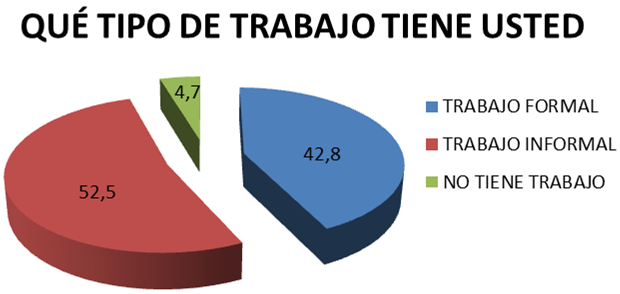 QUÉ TIPO DE TRABAJO TIENE USTED
4,7
42,8
52,5
TRABAJO FORMAL
TRABAJO INFORMAL
NO TIENE TRABAJO